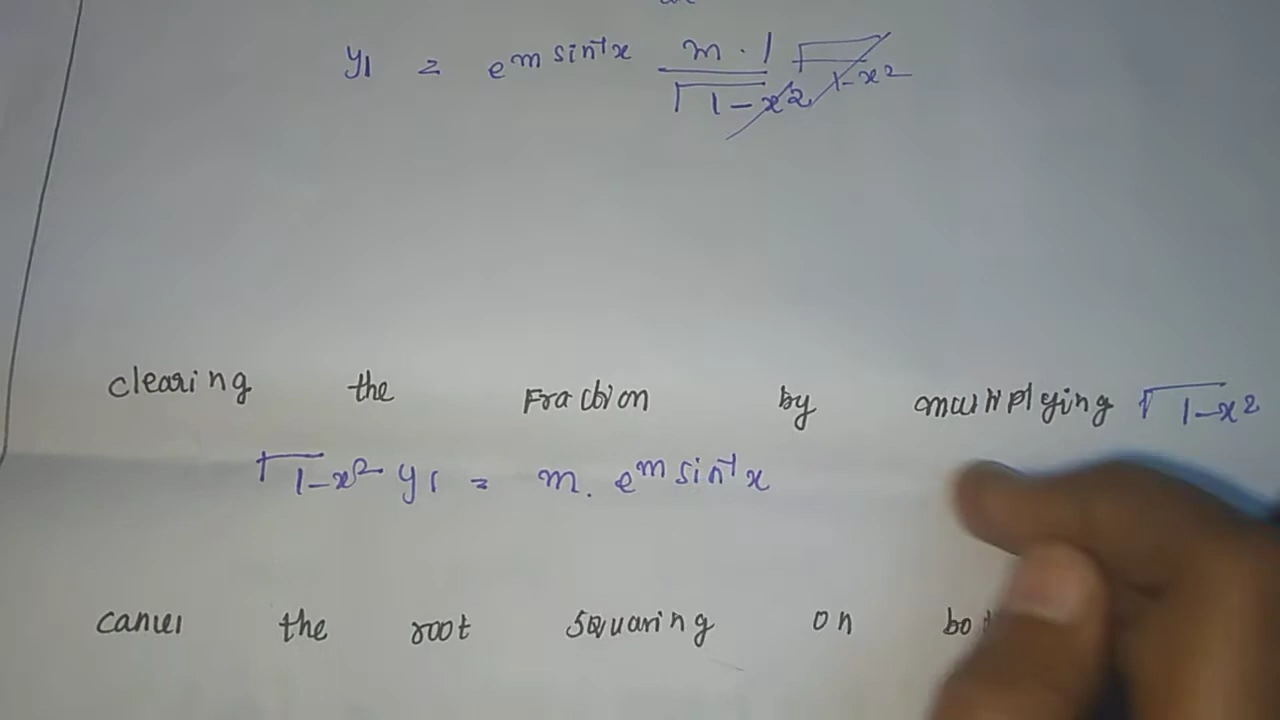 y1 = e^m sin⁻¹x m . 1 / √1-x2 √1-x2
clearing the Fraction by multiplying √1-x2
√1-x2 y1 = m. e^m sin⁻¹x
cancel the root squaring on